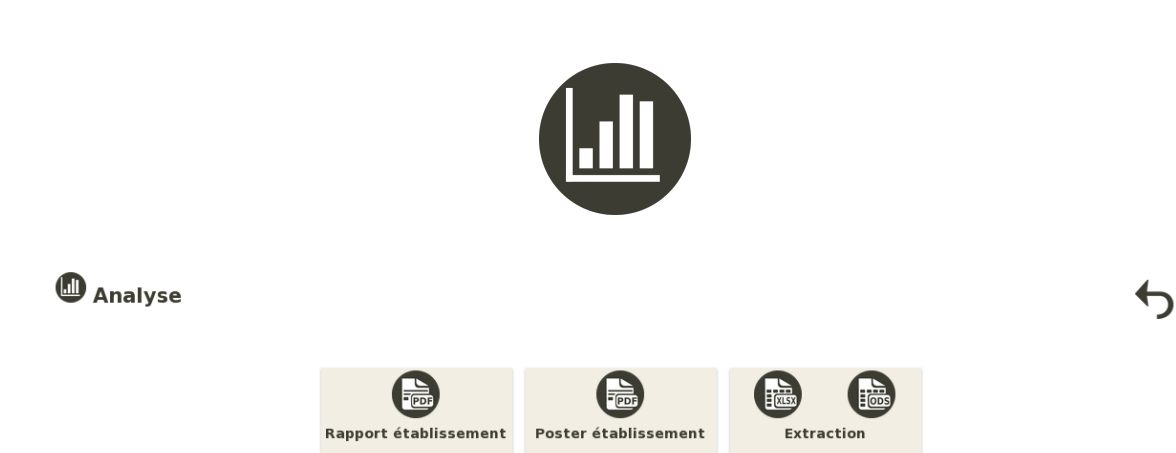 Analyse
PDF
PDF
XLSX
ODS
Rapport établissement
Poster établissement
Extraction